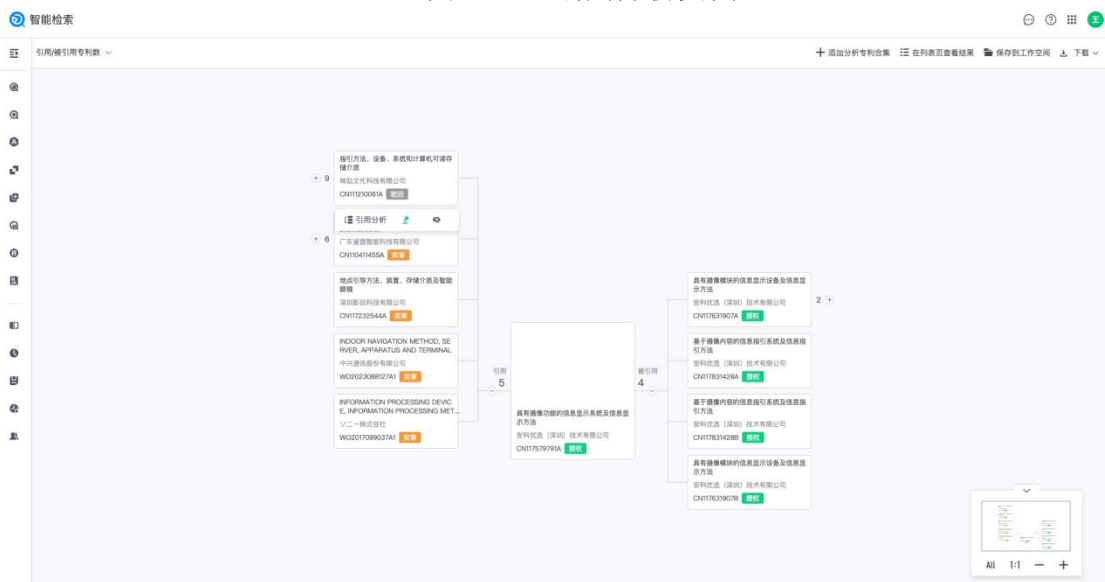 智能检索
王
引用/被引用专利数
添加分析专利合集
在列表页查看结果
保存到工作空间
下载
9
指引方法、设备、系统和计算机可读存
储介质
咪咕文化科技有限公司
CN111210061A 驳回
引用分析
6
CN110411455A 实审
地点引导方法、装置、存储介质及智能
眼镜
深圳影目科技有限公司
CN117232544A 实审
INDOOR NAVIGATION METHOD, SE
RVER, APPARATUS AND TERMINAL
中兴通讯股份有限公司
WO2023088127A1 实审
INFORMATION PROCESSING DEVIC
E, INFORMATION PROCESSING MET...
ソニー株式会社
WO2017099037A1 实审
引用
5
具有摄像功能的信息显示系统及信息显
示方法
安科优选（深圳）技术有限公司
CN117579791A 授权
被引用
4
具有摄像模块的信息显示设备及信息显
示方法
安科优选（深圳）技术有限公司
CN117631907A 授权
2
基于摄像内容的信息指引系统及信息指
引方法
安科优选（深圳）技术有限公司
CN117831428A 授权
基于摄像内容的信息指引系统及信息指
引方法
安科优选（深圳）技术有限公司
CN117831428B 授权
具有摄像模块的信息显示设备及信息显
示方法
安科优选（深圳）技术有限公司
CN117631907B 授权
All 1:1